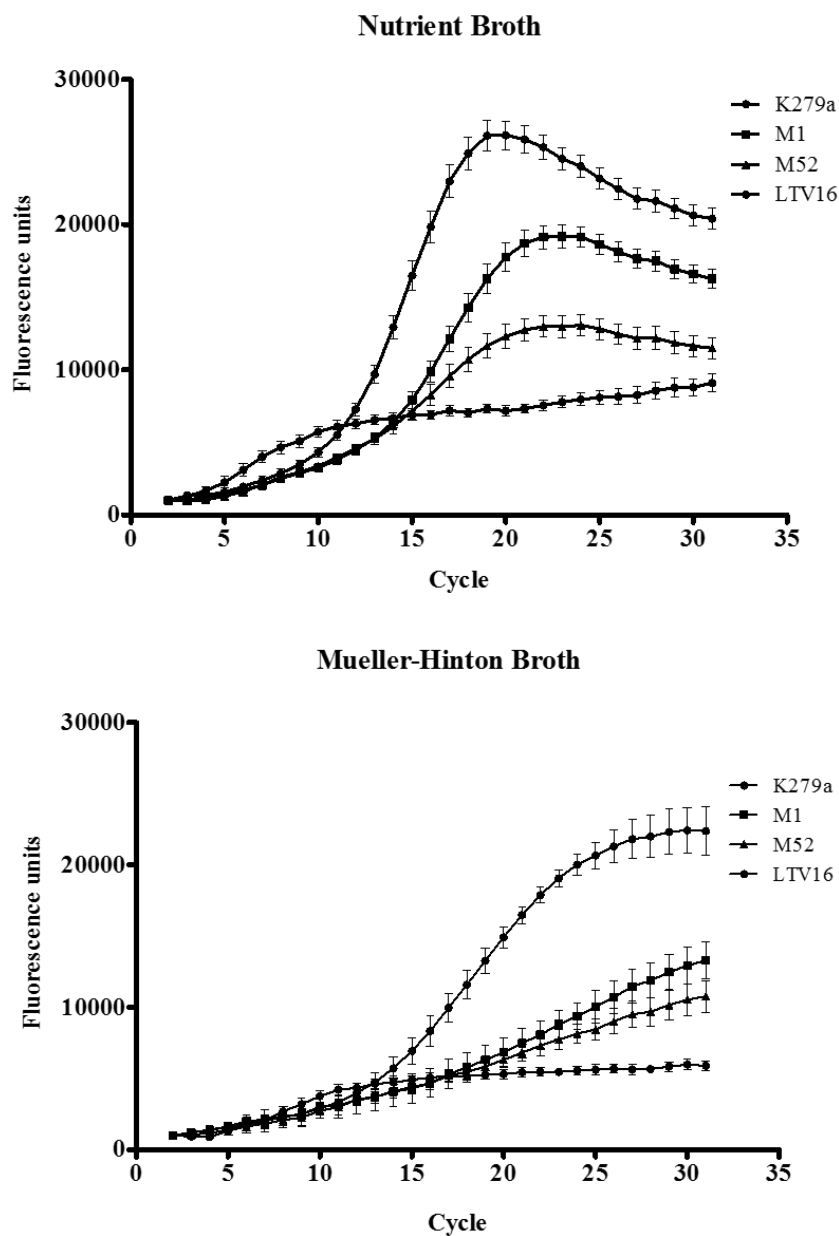 Nutrient Broth
30000
20000
10000
0
0 5 10 15 20 25 30 35
Fluorescence units
Cycle
K279a
M1
M52
LTV16
Mueller-Hinton Broth
30000
20000
10000
0
0 5 10 15 20 25 30 35
Fluorescence units
Cycle
K279a
M1
M52
LTV16